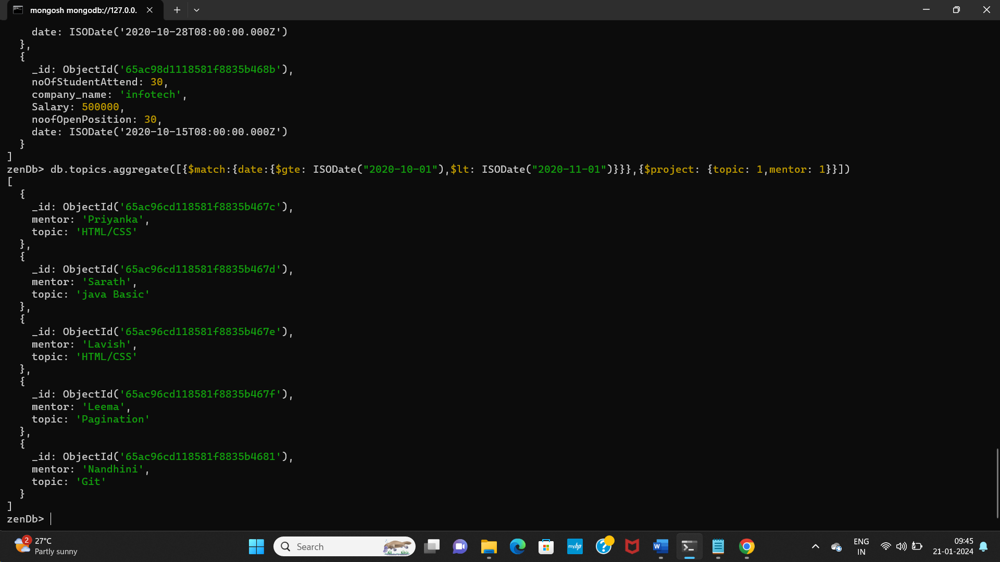 mongosh mongodb://127.0.0.
    date: ISODate('2020-10-28T08:00:00.000Z')
  },
  {
    _id: ObjectId('65ac98d1118581f8835b468b'),
    noOfStudentAttend: 30,
    company_name: 'infotech',
    Salary: 500000,
    noofOpenPosition: 30,
    date: ISODate('2020-10-15T08:00:00.000Z')
  }
]
zenDb> db.topics.aggregate([{$match:{date:{$gte: ISODate("2020-10-01"),$lt: ISODate("2020-11-01")}}},{$project: {topic: 1,mentor: 1}}])
[
  {
    _id: ObjectId('65ac96cd118581f8835b467c'),
    mentor: 'Priyanka',
    topic: 'HTML/CSS'
  },
  {
    _id: ObjectId('65ac96cd118581f8835b467d'),
    mentor: 'Sarath',
    topic: 'java Basic'
  },
  {
    _id: ObjectId('65ac96cd118581f8835b467e'),
    mentor: 'Lavish',
    topic: 'HTML/CSS'
  },
  {
    _id: ObjectId('65ac96cd118581f8835b467f'),
    mentor: 'Leema',
    topic: 'Pagination'
  },
  {
    _id: ObjectId('65ac96cd118581f8835b4681'),
    mentor: 'Nandhini',
    topic: 'Git'
  }
]
zenDb>
2
27°C
Partly sunny
Search
myhp
?
W
ENG
IN
09:45
21-01-2024